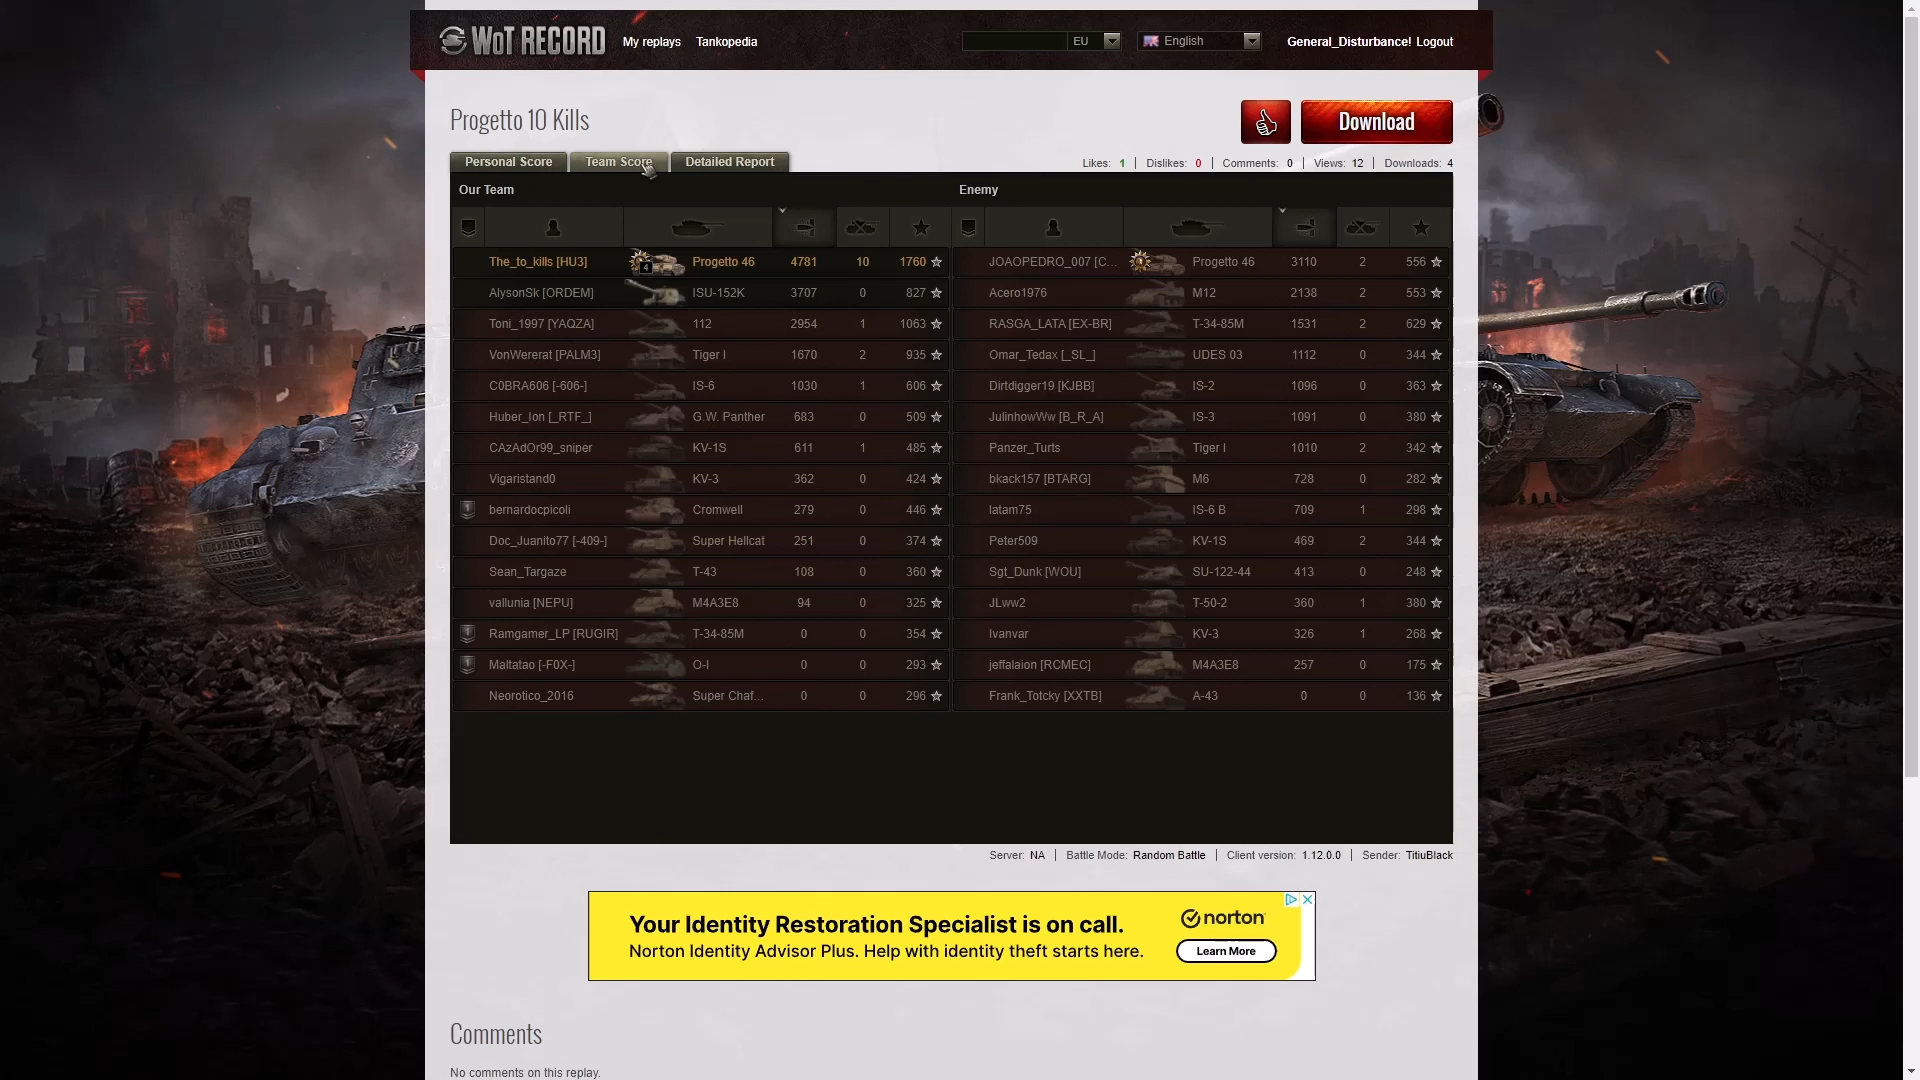 WOT RECORD My replays Tankopedia EU English General_Disturbance! Logout
Progetto 10 Kills
Download
Personal Score Team Score Detailed Report Likes: 1 | Dislikes: 0 | Comments: 0 | Views: 12 | Downloads: 4
Our Team Enemy
The_to_kills [HU3] 4 Progetto 46 4781 10 1760 JOAOPEDRO_007 [C... Progetto 46 3110 2 556
AlysonSk [ORDEM] ISU-152K 3707 0 827 Acero1976 M12 2138 2 553
Toni_1997 [YAQZA] 112 2954 1 1063 RASGA_LATA [EX-BR] T-34-85M 1531 2 629
VonWererat [PALM3] Tiger I 1670 2 935 Omar_Tedax [_SL_] UDES 03 1112 0 344
C0BRA606 [-606-] IS-6 1030 1 606 Dirtdigger19 [KJBB] IS-2 1096 0 363
Huber_Ion [_RTF_] G.W. Panther 683 0 509 JulinhowWw [B_R_A] IS-3 1091 0 380
CAzAdOr99_sniper KV-1S 611 1 485 Panzer_Turts Tiger I 1010 2 342
Vigaristand0 KV-3 362 0 424 bkack157 [BTARG] M6 728 0 282
1 bernardocpicoli Cromwell 279 0 446 latam75 IS-6 B 709 1 298
Doc_Juanito77 [-409-] Super Hellcat 251 0 374 Peter509 KV-1S 469 2 344
Sean_Targaze T-43 108 0 360 Sgt_Dunk [WOU] SU-122-44 413 0 248
vallunia [NEPU] M4A3E8 94 0 325 JLww2 T-50-2 360 1 380
1 Ramgamer_LP [RUGIR] T-34-85M 0 0 354 Ivanvar KV-3 326 1 268
1 Maltatao [-F0X-] O-I 0 0 293 jeffalaion [RCMEC] M4A3E8 257 0 175
Neorotico_2016 Super Chaf... 0 0 296 Frank_Totcky [XXTB] A-43 0 0 136
Server: NA | Battle Mode: Random Battle | Client version: 1.12.0.0 | Sender: TitiuBlack
Your Identity Restoration Specialist is on call. norton
Norton Identity Advisor Plus. Help with identity theft starts here. Learn More
Comments
No comments on this replay.